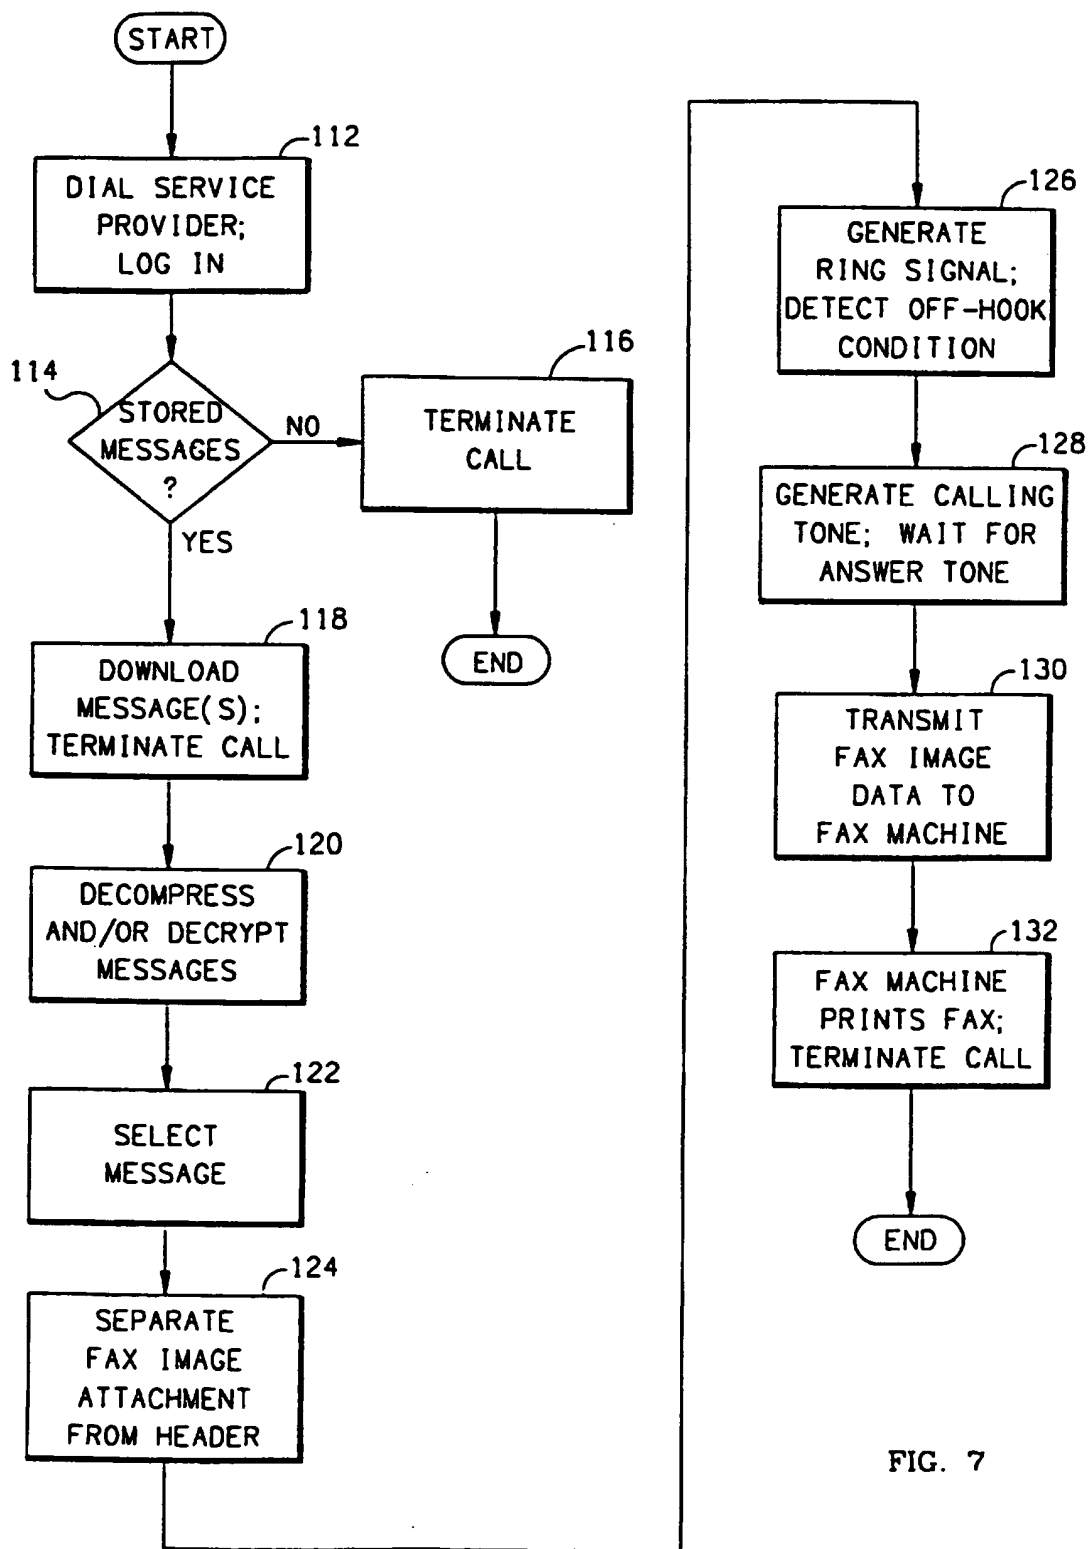 START
112
DIAL SERVICE
PROVIDER;
LOG IN
114
STORED
MESSAGES
?
NO
YES
116
TERMINATE
CALL
END
118
DOWNLOAD
MESSAGE(S);
TERMINATE CALL
120
DECOMPRESS
AND/OR DECRYPT
MESSAGES
122
SELECT
MESSAGE
124
SEPARATE
FAX IMAGE
ATTACHMENT
FROM HEADER
126
GENERATE
RING SIGNAL;
DETECT OFF-HOOK
CONDITION
128
GENERATE CALLING
TONE; WAIT FOR
ANSWER TONE
130
TRANSMIT
FAX IMAGE
DATA TO
FAX MACHINE
132
FAX MACHINE
PRINTS FAX;
TERMINATE CALL
END
FIG. 7